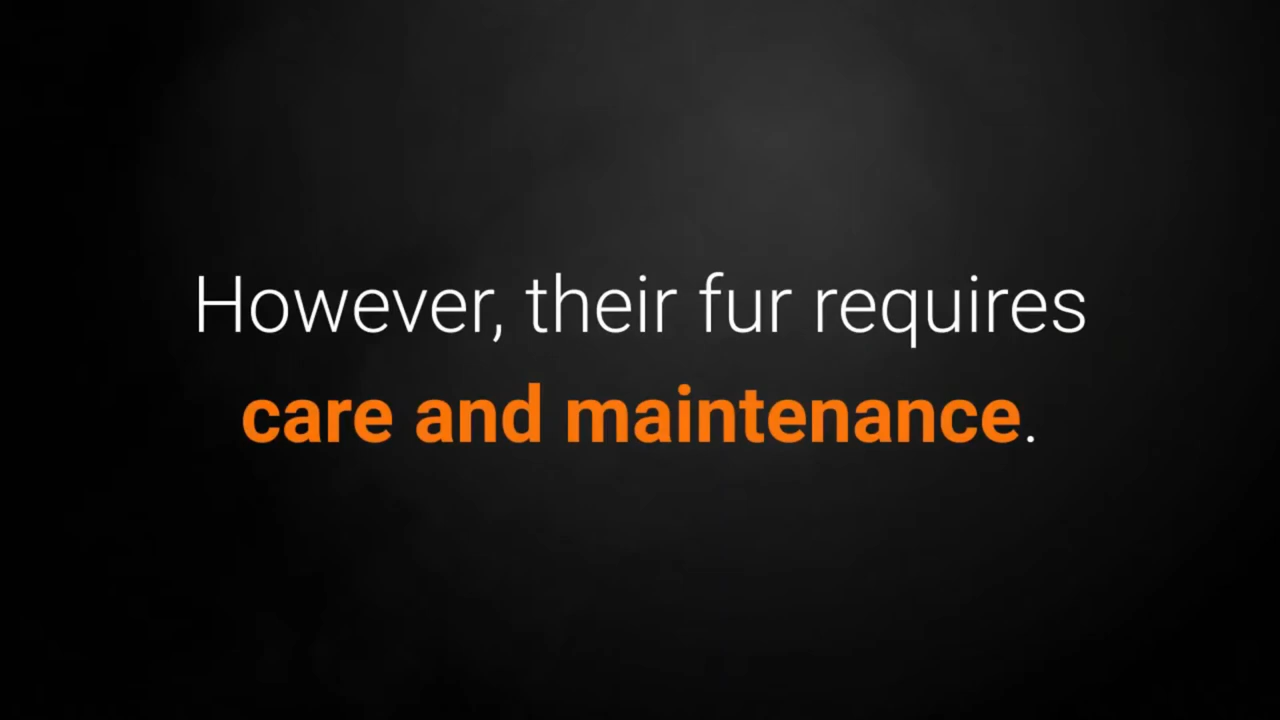 However, their fur requires
care and maintenance.